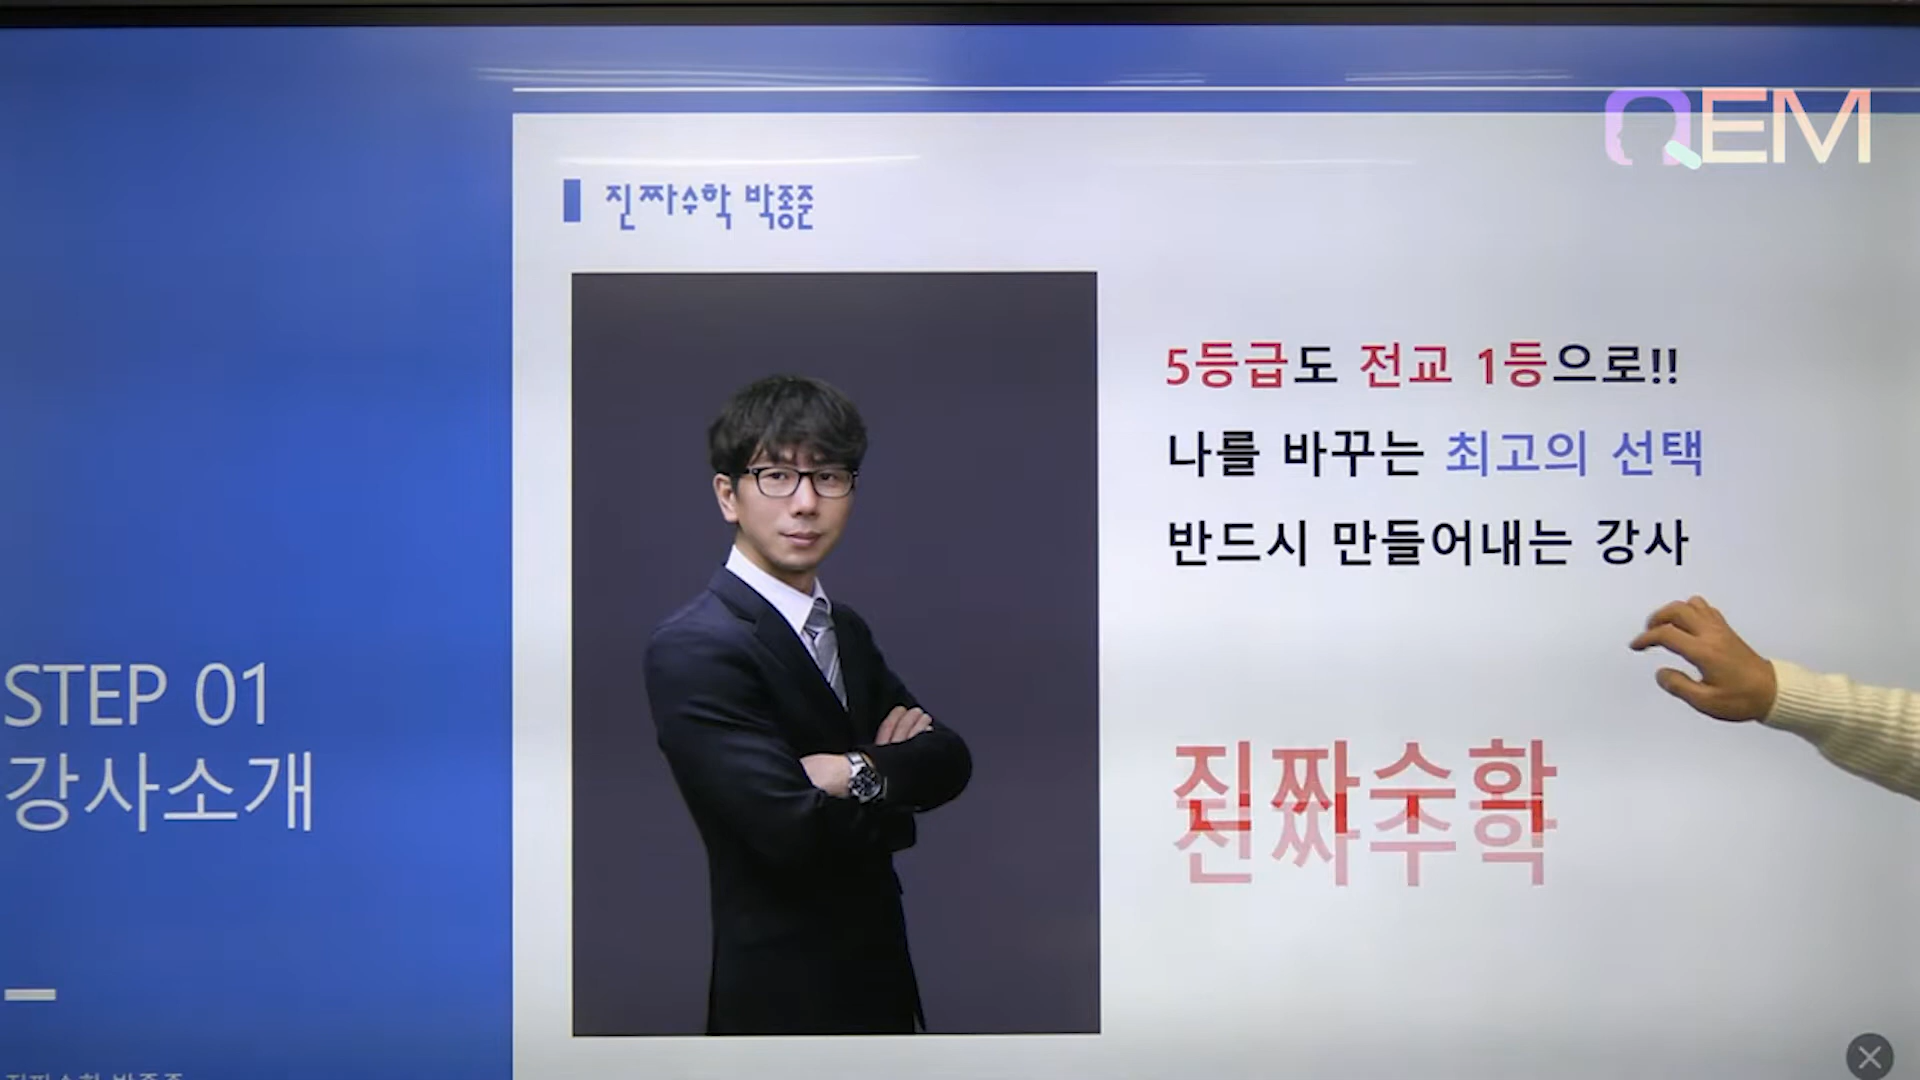 QEM
진짜수학 박종준
5등급도 전교 1등으로!!
나를 바꾸는 최고의 선택
반드시 만들어내는 강사
진짜수학
STEP 01
강사소개